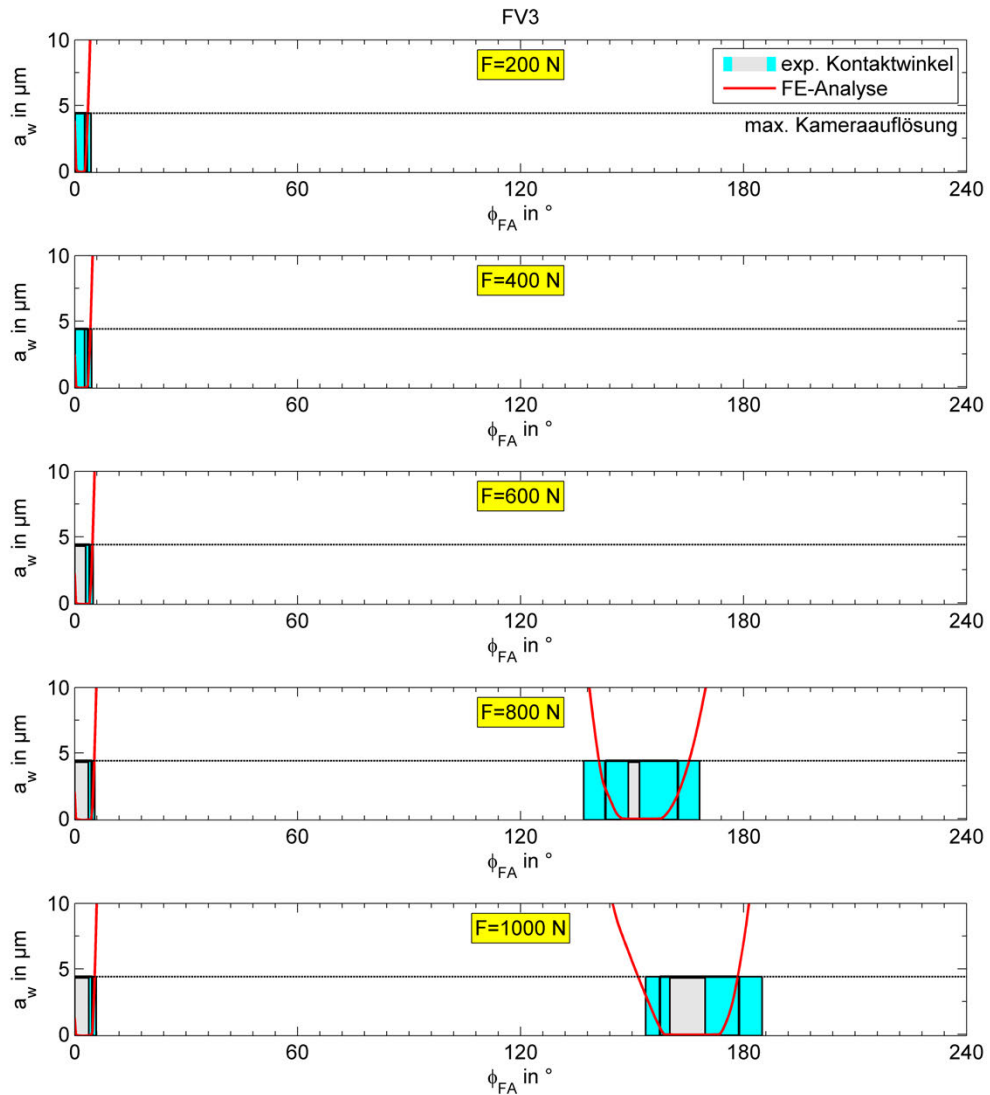 FV3
10
5
0
a_w in µm
F=200 N
exp. Kontaktwinkel
FE-Analyse
max. Kameraauflösung
0 60 120 180 240
ϕ_FA in °
10
5
0
a_w in µm
F=400 N
0 60 120 180 240
ϕ_FA in °
10
5
0
a_w in µm
F=600 N
0 60 120 180 240
ϕ_FA in °
10
5
0
a_w in µm
F=800 N
0 60 120 180 240
ϕ_FA in °
10
5
0
a_w in µm
F=1000 N
0 60 120 180 240
ϕ_FA in °